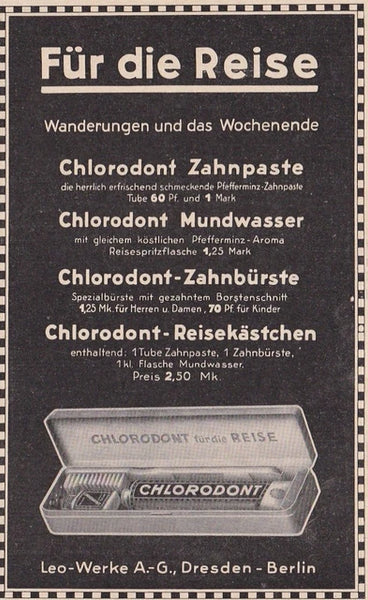 Für die Reise
Wanderungen und das Wochenende
Chlorodont Zahnpaste
die herrlich erfrischend schmeckende Pfefferminz-Zahnpaste
Tube 60 Pf. und 1 Mark
Chlorodont Mundwasser
mit gleichem köstlichen Pfefferminz-Aroma
Reisespritzflasche 1,25 Mark
Chlorodont-Zahnbürste
Spezialbürste mit gezahntem Borstenschnitt
1,25 Mk. für Herren u. Damen, 70 Pf. für Kinder
Chlorodont-Reisekästchen
enthaltend: 1 Tube Zahnpaste, 1 Zahnbürste,
1 kl. Flasche Mundwasser.
Preis 2,50 Mk.
CHLORODONT für die REISE
CHLORODONT
Leo-Werke A.-G., Dresden - Berlin